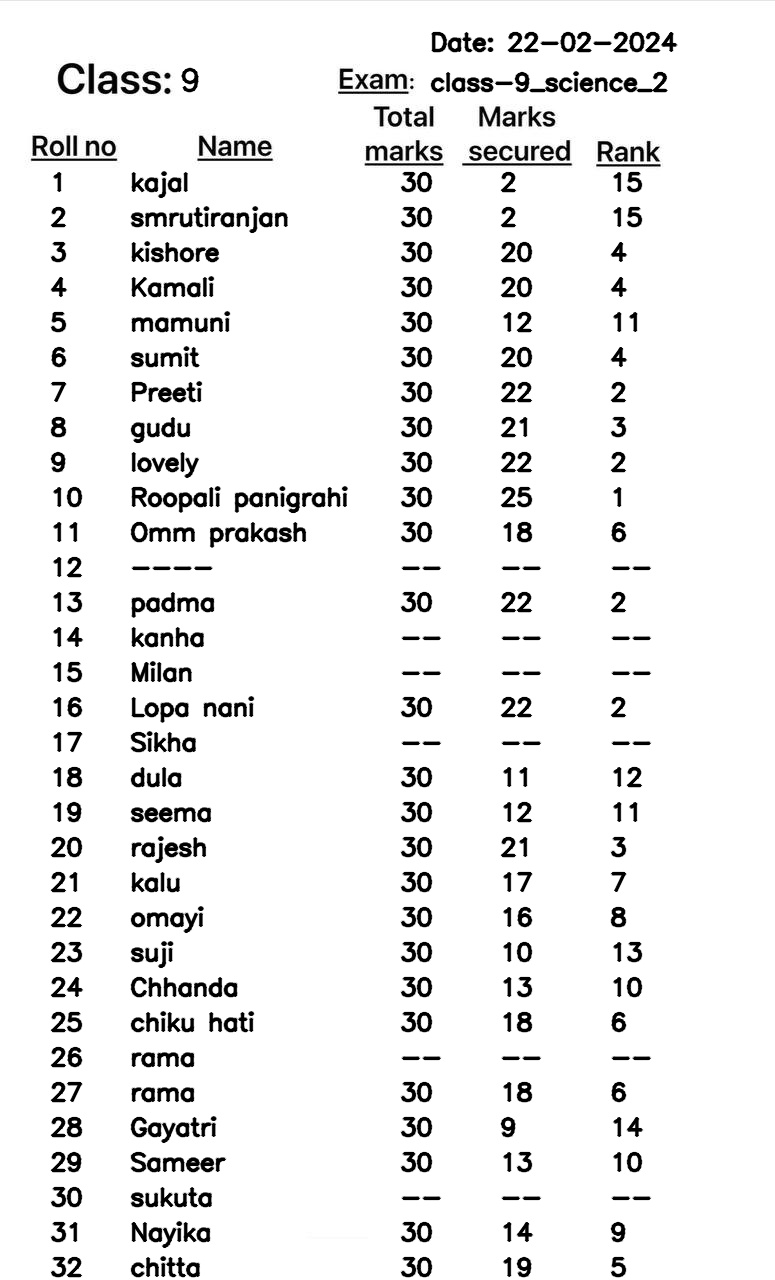 Date: 22-02-2024
Class: 9 Exam: class-9_science_2
Total Marks
Roll no Name marks secured Rank
1 kajal 30 2 15
2 smrutiranjan 30 2 15
3 kishore 30 20 4
4 Kamali 30 20 4
5 mamuni 30 12 11
6 sumit 30 20 4
7 Preeti 30 22 2
8 gudu 30 21 3
9 lovely 30 22 2
10 Roopali panigrahi 30 25 1
11 Omm prakash 30 18 6
12 ---- -- -- --
13 padma 30 22 2
14 kanha -- -- --
15 Milan -- -- --
16 Lopa nani 30 22 2
17 Sikha -- -- --
18 dula 30 11 12
19 seema 30 12 11
20 rajesh 30 21 3
21 kalu 30 17 7
22 omayi 30 16 8
23 suji 30 10 13
24 Chhanda 30 13 10
25 chiku hati 30 18 6
26 rama -- -- --
27 rama 30 18 6
28 Gayatri 30 9 14
29 Sameer 30 13 10
30 sukuta -- -- --
31 Nayika 30 14 9
32 chitta 30 19 5